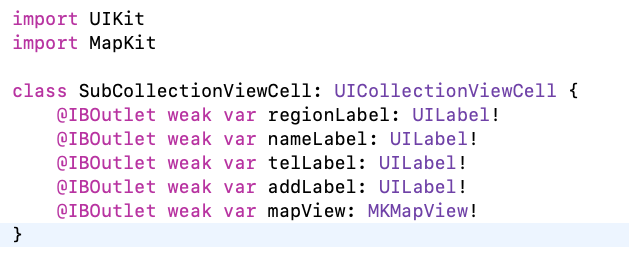 import UIKit
import MapKit
class SubCollectionViewCell: UICollectionViewCell {
@IBOutlet weak var regionLabel: UILabel!
@IBOutlet weak var nameLabel: UILabel!
@IBOutlet weak var telLabel: UILabel!
@IBOutlet weak var addLabel: UILabel!
@IBOutlet weak var mapView: MKMapView!
}